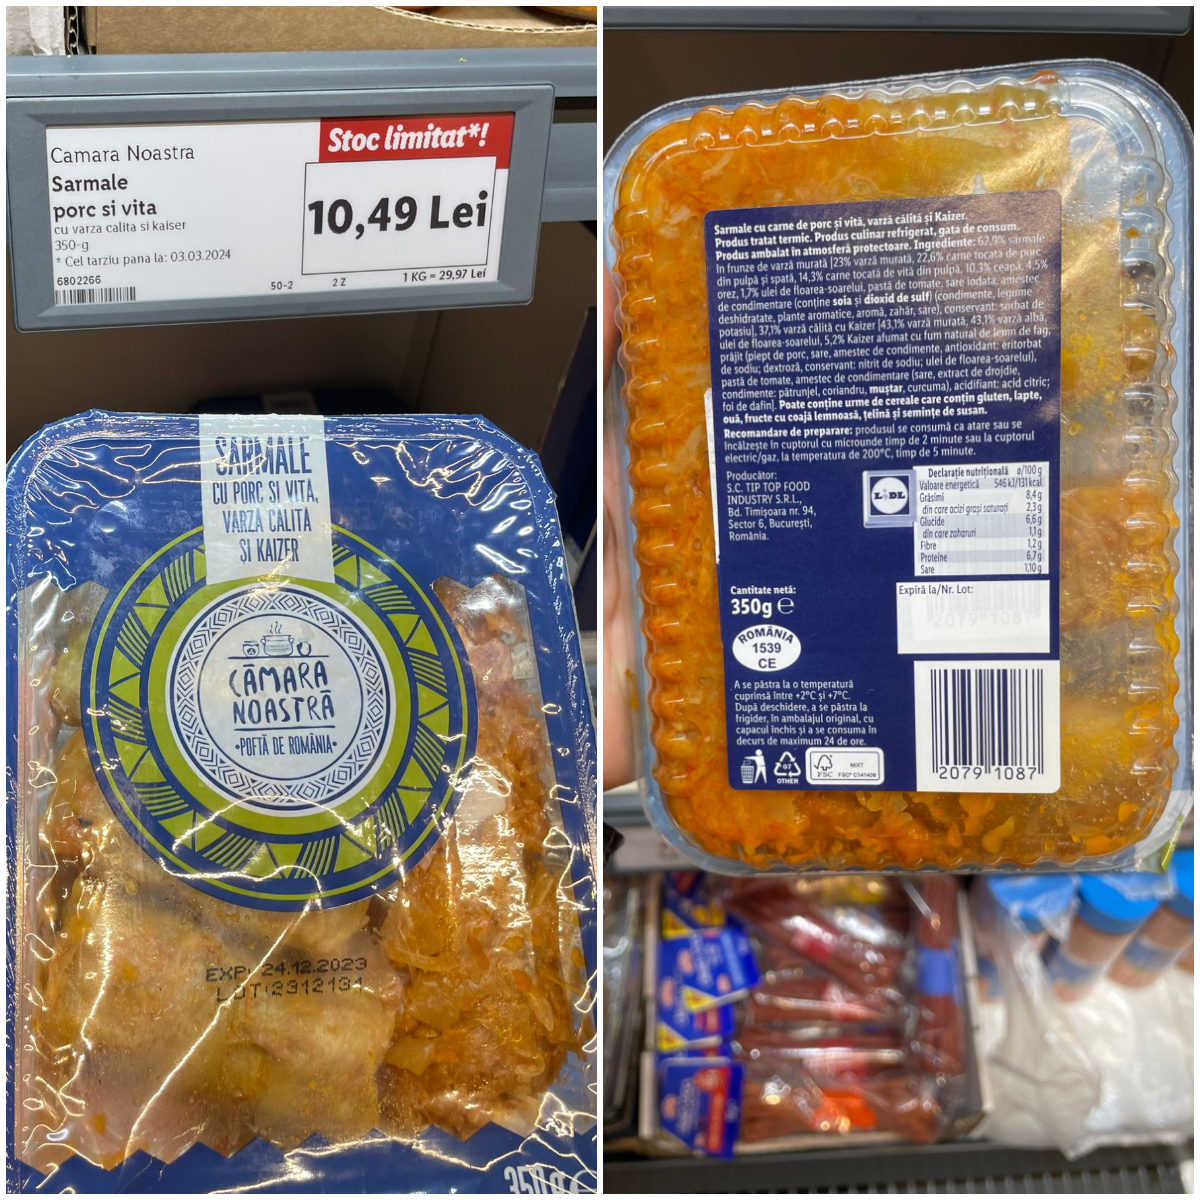 Camara Noastra
Stoc limitat*!
Sarmale
porc si vita
cu varza calita si kaiser
350-g
* Cel tarziu pana la: 03.03.2024
6802266
50-2
2 Z
10,49 Lei
1 KG = 29,97 Lei
SARMALE
CU PORC ȘI VITĂ,
VARZĂ CĂLITĂ
ȘI KAIZER
CĂMARA
NOASTRĂ
•POFTĂ DE ROMÂNIA•
EXP: 24.12.2023
LOT:2312131
350 g e
Sarmale cu carne de porc și vită, varză călită și Kaizer.
Produs tratat termic. Produs culinar refrigerat, gata de consum.
Produs ambalat în atmosferă protectoare. Ingrediente: 62,9% sarmale
în frunze de varză murată [23% varză murată, 22,6% carne tocată de porc
din pulpă și spată, 14,3% carne tocată de vită din pulpă, 10,3% ceapă, 4,5%
orez, 1,7% ulei de floarea-soarelui, pastă de tomate, sare iodată, amestec
de condimentare (conține soia și dioxid de sulf) (condimente, legume
deshidratate, plante aromatice, aromă, zahăr, sare), conservant: sorbat de
potasiu], 37,1% varză călită cu Kaizer [43,1% varză murată, 43,1% varză albă,
ulei de floarea-soarelui, 5,2% Kaizer afumat cu fum natural de lemn de fag,
prăjit (piept de porc, sare, amestec de condimente, antioxidant: eritorbat
de sodiu; dextroză, conservant: nitrit de sodiu; ulei de floarea-soarelui),
pastă de tomate, amestec de condimentare (sare, extract de drojdie,
condimente: pătrunjel, coriandru, muștar, curcuma), acidifiant: acid citric;
foi de dafin]. Poate conține urme de cereale care conțin gluten, lapte,
ouă, fructe cu coajă lemnoasă, țelină și semințe de susan.
Recomandare de preparare: produsul se consumă ca atare sau se
încălzește în cuptorul cu microunde timp de 2 minute sau la cuptorul
electric/gaz, la temperatura de 200°C, timp de 5 minute.
Producător:
S.C. TIP TOP FOOD
INDUSTRY S.R.L.,
Bd. Timișoara nr. 94,
Sector 6, București,
România.
LIDL
Declarație nutrițională ø/100 g
Valoare energetică 546 kJ/131 kcal
Grăsimi 8,4 g
din care acizi grași saturați 2,3 g
Glucide 6,6 g
din care zaharuri 1,1 g
Fibre 1,2 g
Proteine 6,7 g
Sare 1,10 g
Cantitate netă:
350g e
Expiră la/Nr. Lot:
2079 1087
ROMÂNIA
1539
CE
A se păstra la o temperatură
cuprinsă între +2°C și +7°C.
După deschidere, a se păstra la
frigider, în ambalajul original, cu
capacul închis și a se consuma în
decurs de maximum 24 de ore.
07
OTHER
FSC
MIXT
FSC® C141406
2079 1087